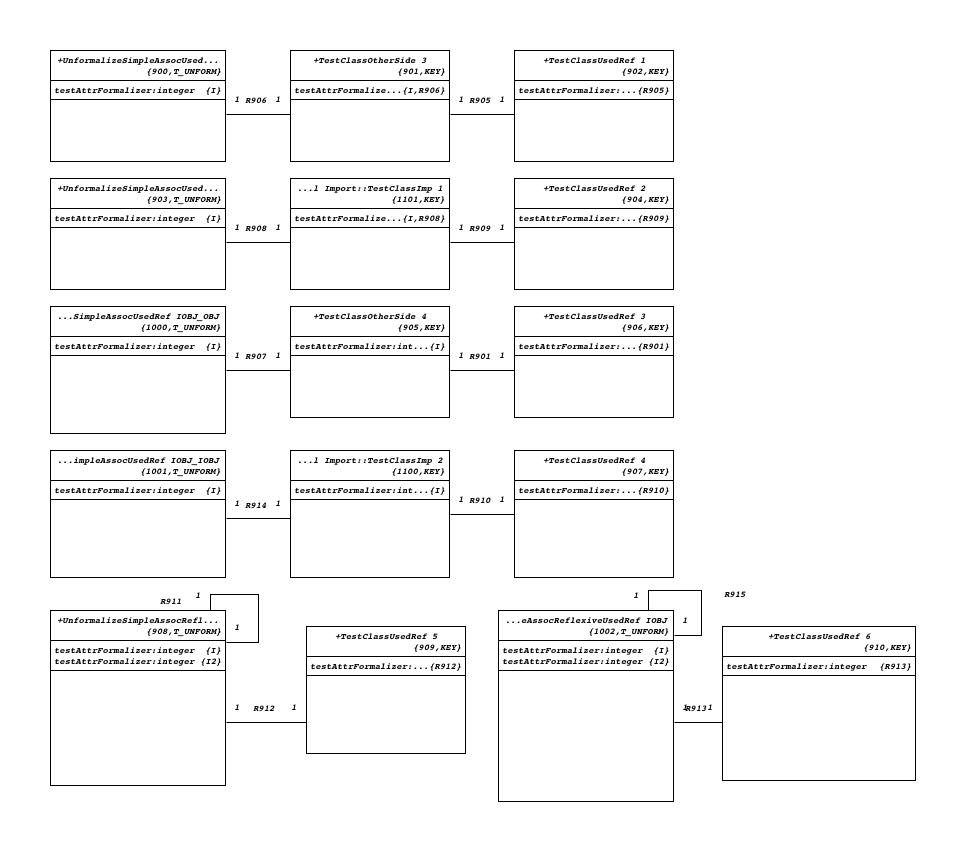 +UnformalizeSimpleAssocUsed...
{900,T_UNFORM}
testAttrFormalizer:integer {I}
1 R906 1
+TestClassOtherSide 3
{901,KEY}
testAttrFormalize...{I,R906}
1 R905 1
+TestClassUsedRef 1
{902,KEY}
testAttrFormalizer:...{R905}
+UnformalizeSimpleAssocUsed...
{903,T_UNFORM}
testAttrFormalizer:integer {I}
1 R908 1
...l Import::TestClassImp 1
{1101,KEY}
testAttrFormalize...{I,R908}
1 R909 1
+TestClassUsedRef 2
{904,KEY}
testAttrFormalizer:...{R909}
...SimpleAssocUsedRef IOBJ_OBJ
{1000,T_UNFORM}
testAttrFormalizer:integer {I}
1 R907 1
+TestClassOtherSide 4
{905,KEY}
testAttrFormalizer:int...{I}
1 R901 1
+TestClassUsedRef 3
{906,KEY}
testAttrFormalizer:...{R901}
...impleAssocUsedRef IOBJ_IOBJ
{1001,T_UNFORM}
testAttrFormalizer:integer {I}
1 R914 1
...l Import::TestClassImp 2
{1100,KEY}
testAttrFormalizer:int...{I}
1 R910 1
+TestClassUsedRef 4
{907,KEY}
testAttrFormalizer:...{R910}
R911 1
+UnformalizeSimpleAssocRefl...
{908,T_UNFORM}
1
testAttrFormalizer:integer {I}
testAttrFormalizer:integer {I2}
1 R912 1
+TestClassUsedRef 5
{909,KEY}
testAttrFormalizer:...{R912}
1 R915
...eAssocReflexiveUsedRef IOBJ
{1002,T_UNFORM}
1
testAttrFormalizer:integer {I}
testAttrFormalizer:integer {I2}
1 R913 1
+TestClassUsedRef 6
{910,KEY}
testAttrFormalizer:integer {R913}